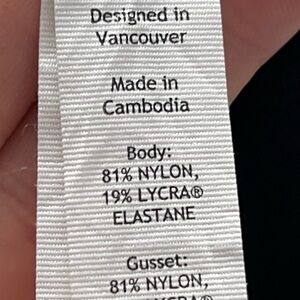 Designed in
Vancouver
Made in
Cambodia
Body:
81% NYLON,
19% LYCRA®
ELASTANE
Gusset:
81% NYLON,